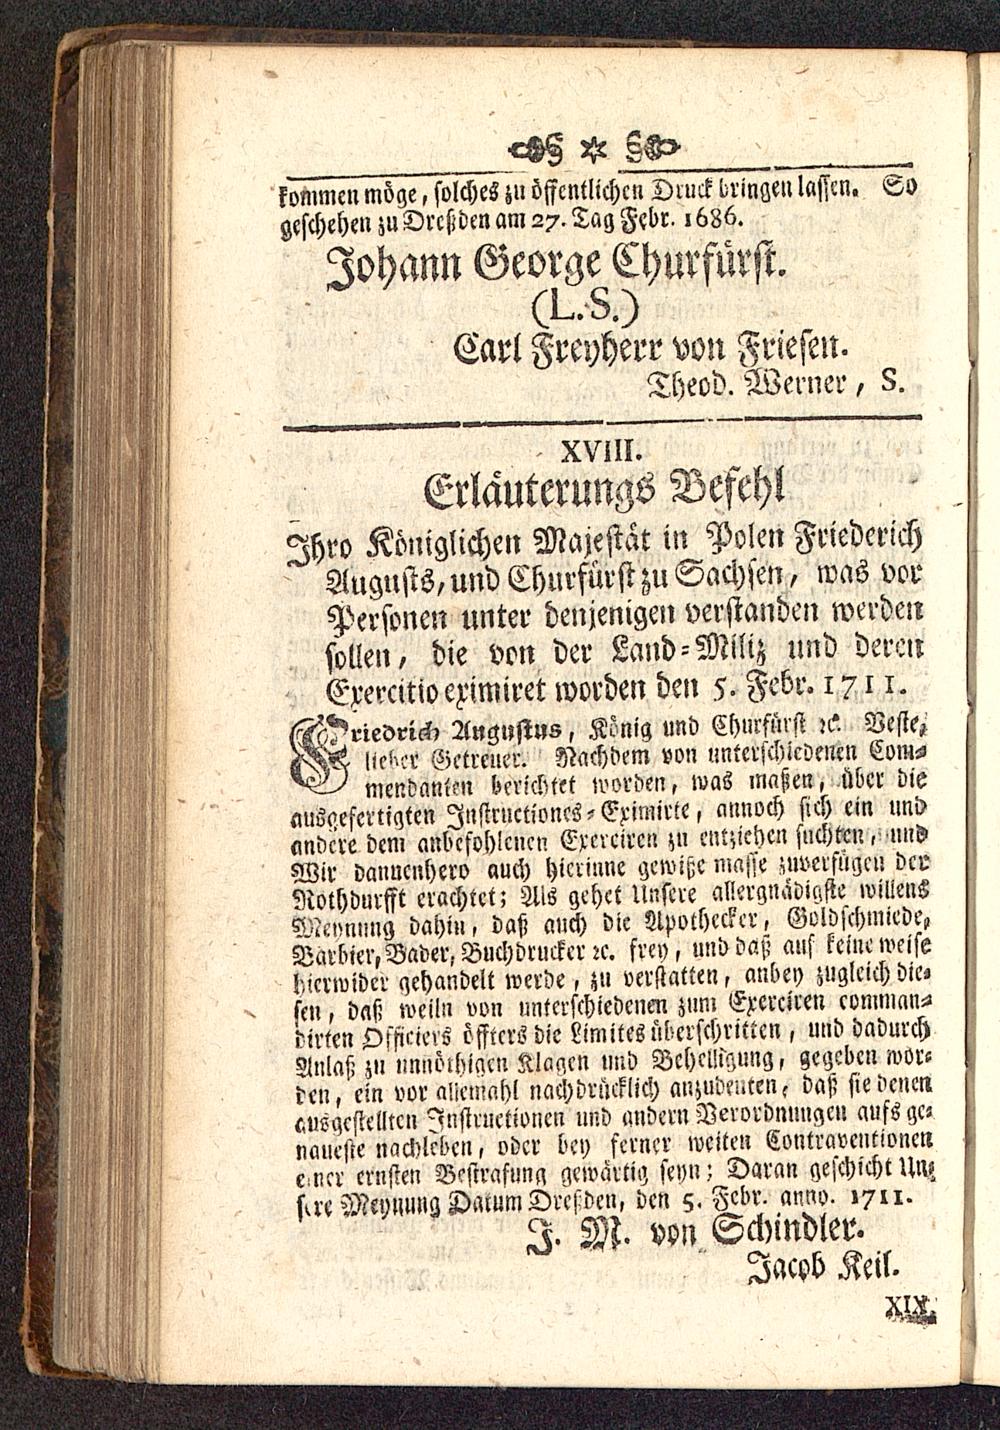 kommen möge, solches zu öffentlichen Druck bringen lassen. So
geschehen zu Dreßden am 27. Tag Febr. 1686.
Johann George Churfürst.
(L.S.)
Carl Freyherr von Friesen.
Theod. Werner, S.
XVIII.
Erläuterungs Befehl
Ihro Königlichen Majestät in Polen Friederich
Augusts, und Churfürst zu Sachsen, was vor
Personen unter denjenigen verstanden werden
sollen, die von der Land-Miliz und deren
Exercitio eximiret worden den 5. Febr. 1711.
Friedrich Augustus, König und Churfürst ꝛc. Veste,
lieber Getreuer. Nachdem von unterschiedenen Com-
mendanten berichtet worden, was maßen, über die
ausgefertigten Instructiones-Eximirte, annoch sich ein und
andere dem anbefohlenen Exerciren zu entziehen suchten, und
Wir dannenhero auch hierinne gewiße masse zuverfügen der
Nothdurfft erachtet; Als gehet Unsere allergnädigste willens
Meynung dahin, daß auch die Apothecker, Goldschmiede,
Barbier, Bader, Buchdrucker ꝛc. frey, und daß auf keine weise
hierwider gehandelt werde, zu verstatten, anbey zugleich die-
sen, daß weiln von unterschiedenen zum Exerciren comman-
dirten Officiers öffters die Limites überschritten, und dadurch
Anlaß zu unnöthigen Klagen und Behelligung, gegeben wor-
den, ein vor allemahl nachdrücklich anzudeuten, daß sie denen
ausgestellten Instructionen und andern Verordnungen aufs ge-
naueste nachleben, oder bey ferner weiten Contraventionen
einer ernsten Bestrafung gewärtig seyn; Daran geschicht Un-
sere Meynung Datum Dreßden, den 5. Febr. anno. 1711.
J. M. von Schindler.
Jacob Keil.
XIX.